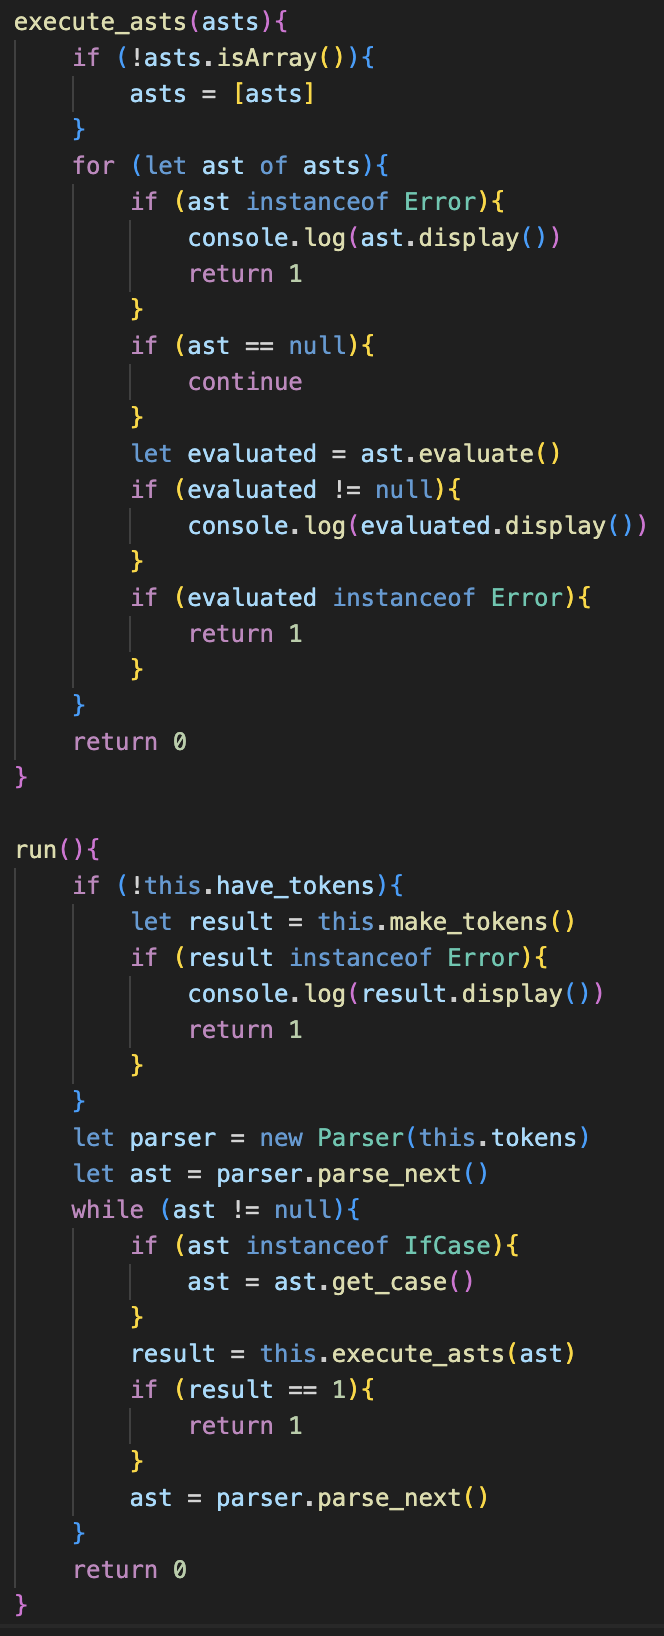 execute_asts(asts){
    if (!asts.isArray()){
        asts = [asts]
    }
    for (let ast of asts){
        if (ast instanceof Error){
            console.log(ast.display())
            return 1
        }
        if (ast == null){
            continue
        }
        let evaluated = ast.evaluate()
        if (evaluated != null){
            console.log(evaluated.display())
        }
        if (evaluated instanceof Error){
            return 1
        }
    }
    return 0
}

run(){
    if (!this.have_tokens){
        let result = this.make_tokens()
        if (result instanceof Error){
            console.log(result.display())
            return 1
        }
    }
    let parser = new Parser(this.tokens)
    let ast = parser.parse_next()
    while (ast != null){
        if (ast instanceof IfCase){
            ast = ast.get_case()
        }
        result = this.execute_asts(ast)
        if (result == 1){
            return 1
        }
        ast = parser.parse_next()
    }
    return 0
}